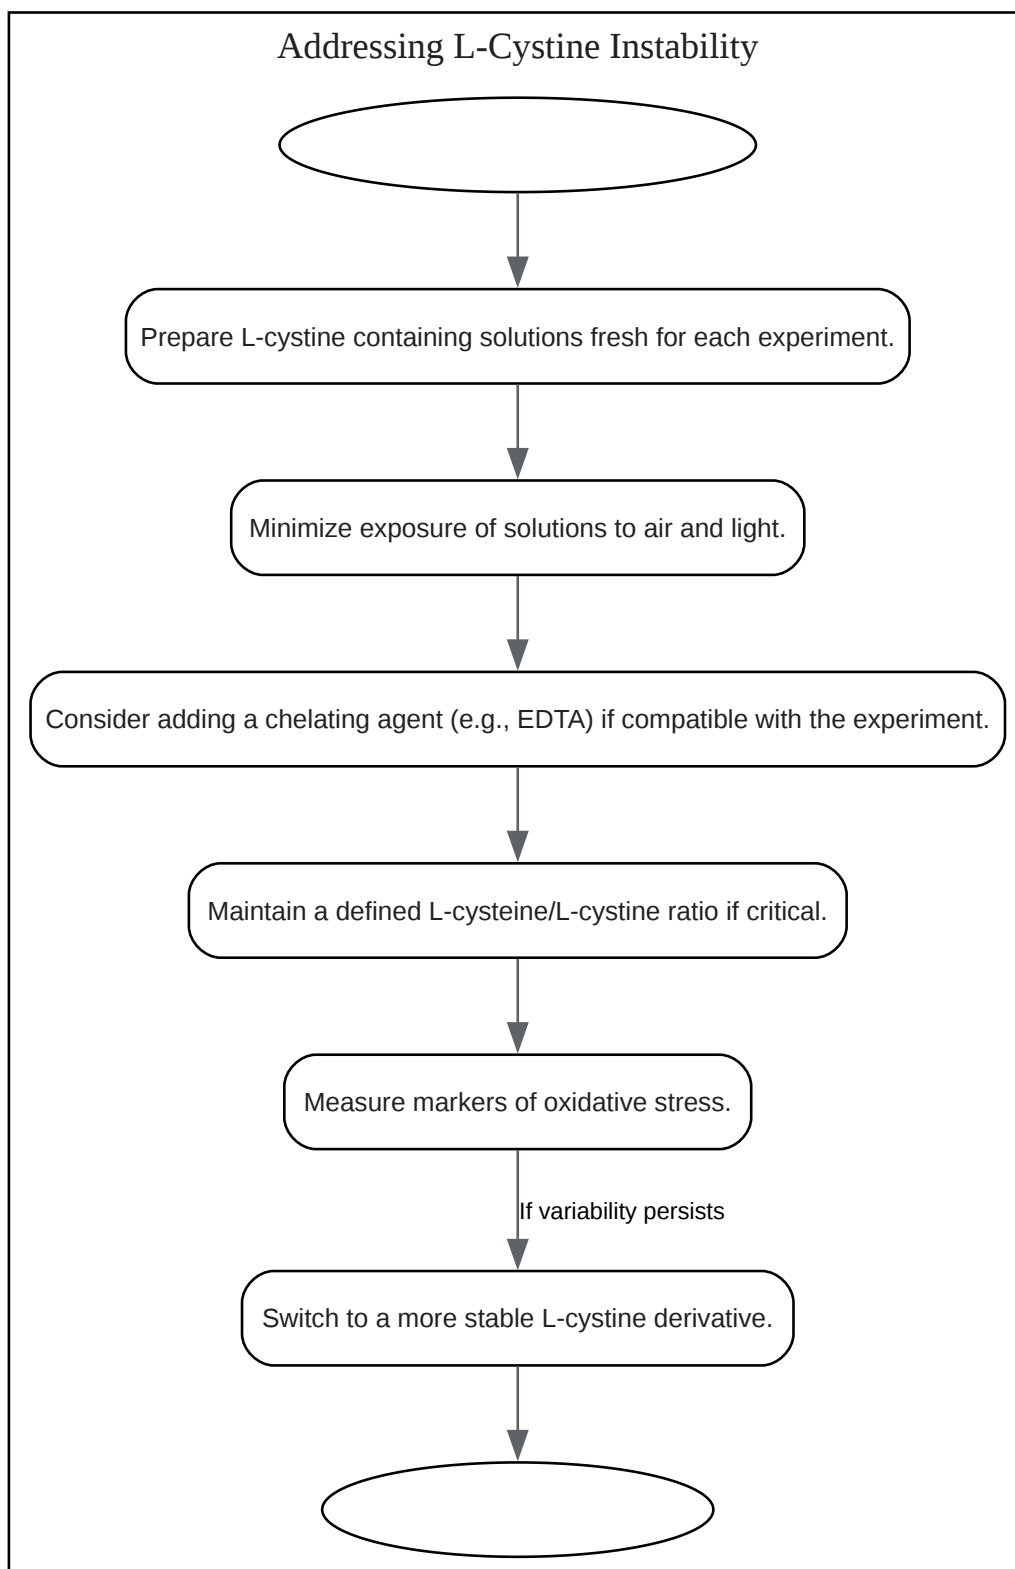 Addressing L-Cystine Instability
Prepare L-cystine containing solutions fresh for each experiment.
Minimize exposure of solutions to air and light.
Consider adding a chelating agent (e.g., EDTA) if compatible with the experiment.
Maintain a defined L-cysteine/L-cystine ratio if critical.
Measure markers of oxidative stress.
If variability persists
Switch to a more stable L-cystine derivative.